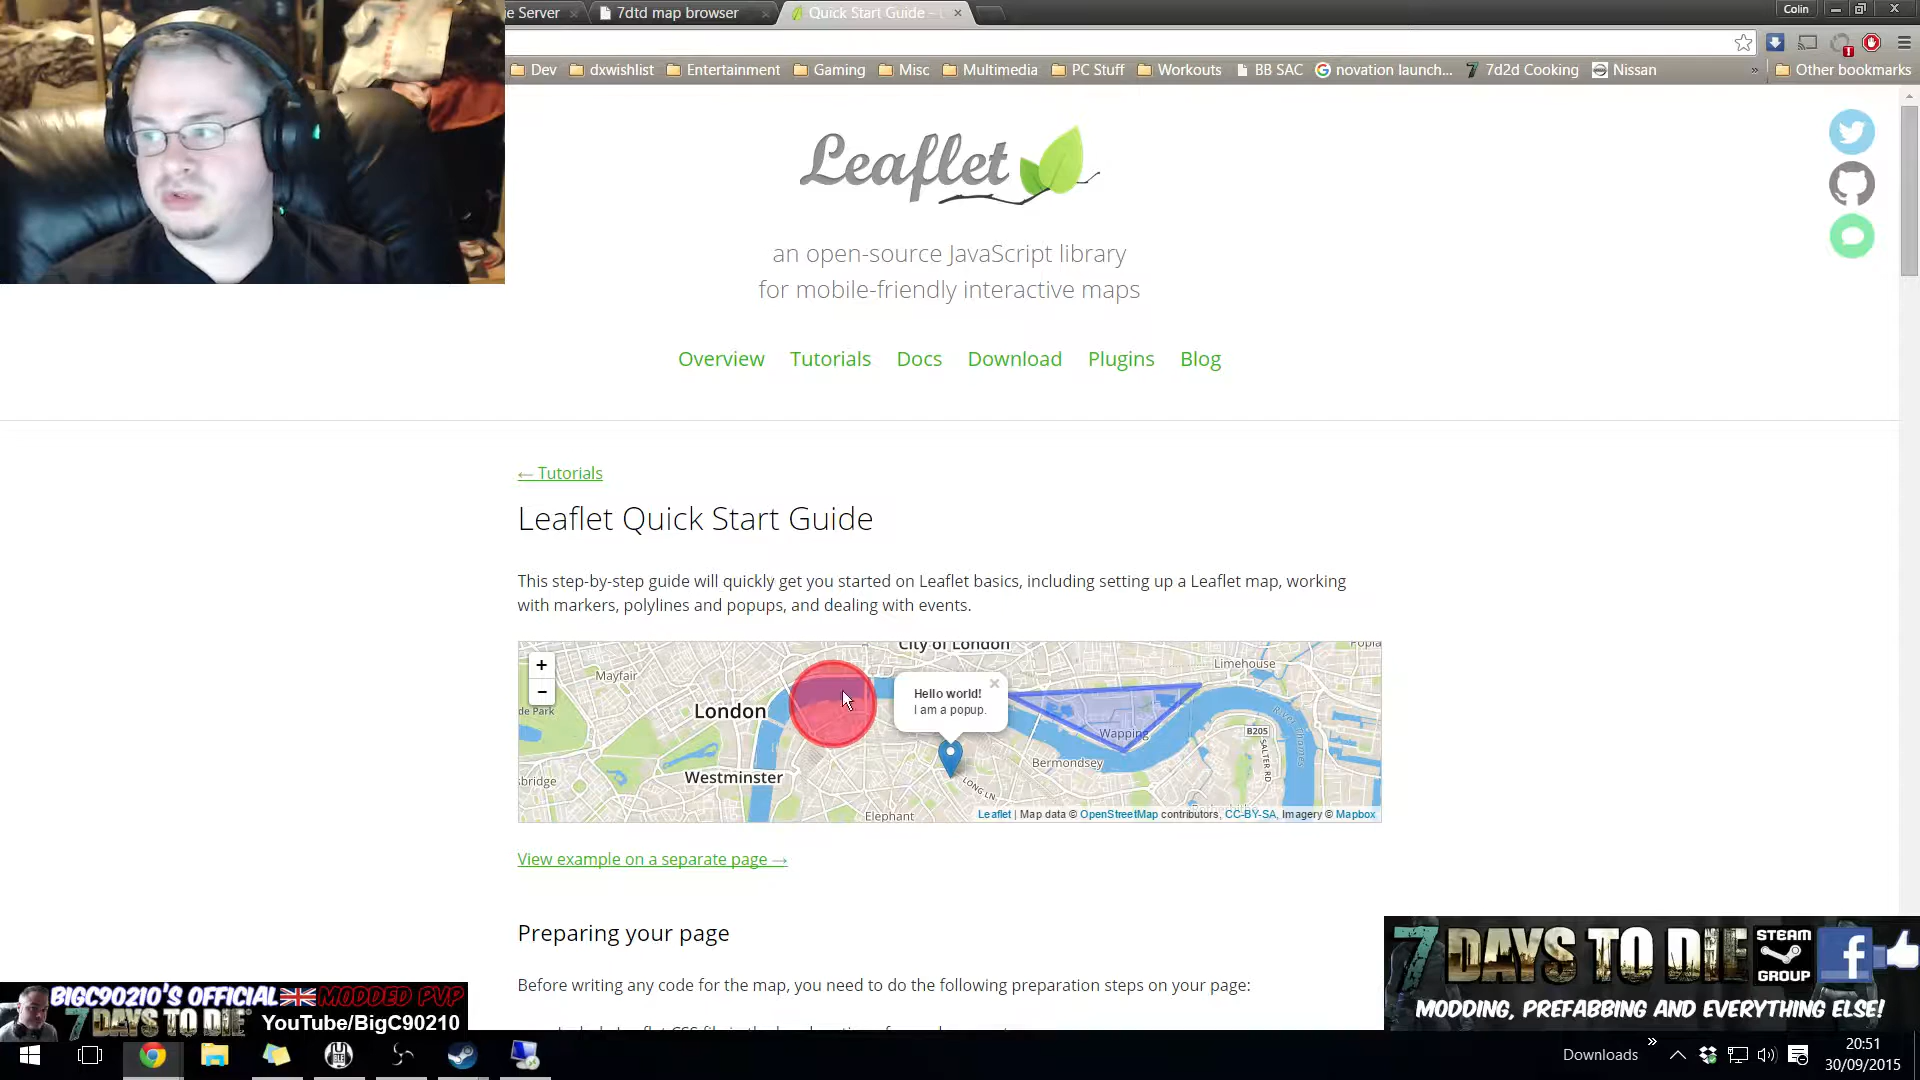 e Server
7dtd map browser
Quick Start Guide -
Colin
Dev
dxwishlist
Entertainment
Gaming
Misc
Multimedia
PC Stuff
Workouts
BB SAC
novation launch...
7d2d Cooking
Nissan
»
Other bookmarks
Leaflet
an open-source JavaScript library
for mobile-friendly interactive maps
Overview
Tutorials
Docs
Download
Plugins
Blog
← Tutorials
Leaflet Quick Start Guide
This step-by-step guide will quickly get you started on Leaflet basics, including setting up a Leaflet map, working
with markers, polylines and popups, and dealing with events.
+
−
City of London
Mayfair
Limehouse
Hello world!
I am a popup.
de Park
London
Wapping
B205
SALTER RD
Bermondsey
Westminster
sbridge
LONG LN.
Elephant
Leaflet | Map data © OpenStreetMap contributors, CC-BY-SA, Imagery © Mapbox
View example on a separate page →
Preparing your page
Before writing any code for the map, you need to do the following preparation steps on your page:
BIGC90210'S OFFICIAL MODDED PVP
7 DAYS TO DIE
YouTube/BigC90210
7 DAYS TO DIE
STEAM
GROUP
MODDING, PREFABBING AND EVERYTHING ELSE!
Downloads
»
20:51
30/09/2015